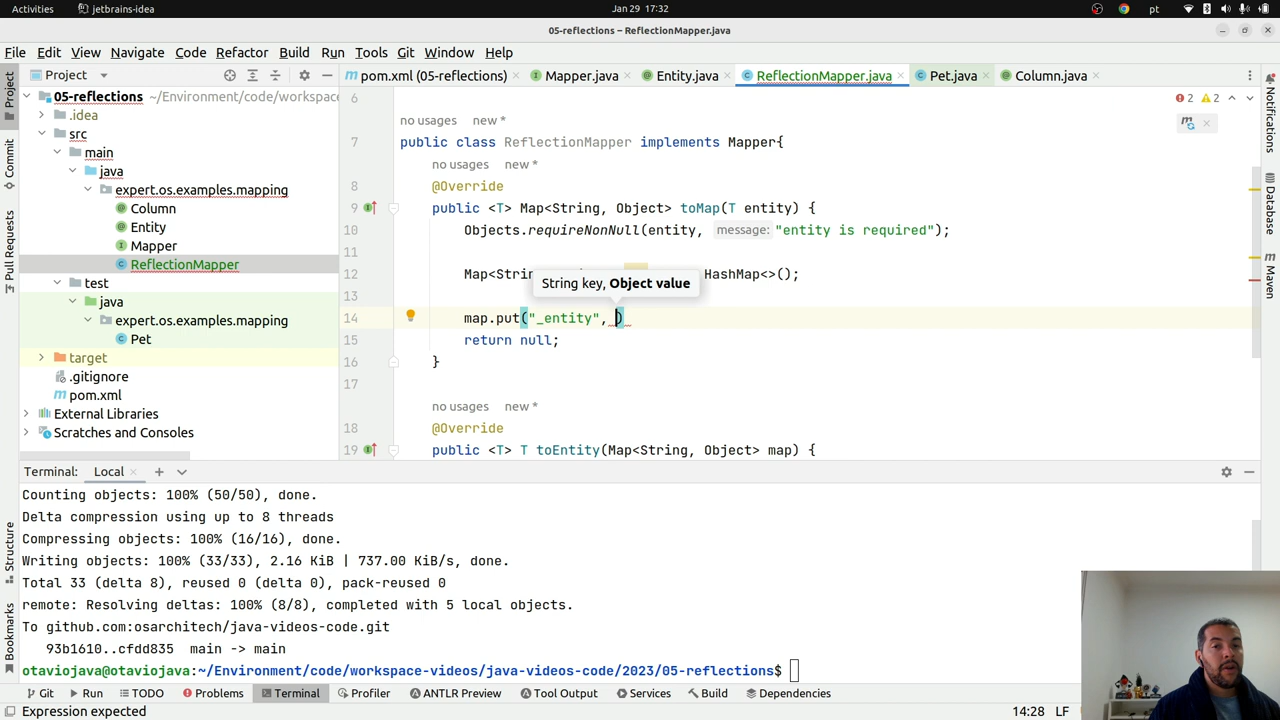 Activities jetbrains-idea Jan 29 17:32 pt
05-reflections – ReflectionMapper.java
File Edit View Navigate Code Refactor Build Run Tools Git Window Help
Project
pom.xml (05-reflections) Mapper.java Entity.java ReflectionMapper.java Pet.java Column.java
05-reflections ~/Environment/code/workspace
.idea
src
main
java
expert.os.examples.mapping
Column
Entity
Mapper
ReflectionMapper
test
java
expert.os.examples.mapping
Pet
target
.gitignore
pom.xml
External Libraries
Scratches and Consoles
Project
Commit
Pull Requests
Structure
Bookmarks
2 2
6
no usages new *
7 public class ReflectionMapper implements Mapper{
no usages new *
8 @Override
9 public <T> Map<String, Object> toMap(T entity) {
10 Objects.requireNonNull(entity, message: "entity is required");
11
12 Map<String HashMap<>();
String key, Object value
13
14 map.put("_entity", )
15 return null;
16 }
17
no usages new *
18 @Override
19 public <T> T toEntity(Map<String, Object> map) {
Notifications
Database
Maven
Terminal: Local
Counting objects: 100% (50/50), done.
Delta compression using up to 8 threads
Compressing objects: 100% (16/16), done.
Writing objects: 100% (33/33), 2.16 KiB | 737.00 KiB/s, done.
Total 33 (delta 8), reused 0 (delta 0), pack-reused 0
remote: Resolving deltas: 100% (8/8), completed with 5 local objects.
To github.com:osarchitech/java-videos-code.git
93b1610..cfdd835 main -> main
otaviojava@otaviojava:~/Environment/code/workspace-videos/java-videos-code/2023/05-reflections$
Git Run TODO Problems Terminal Profiler ANTLR Preview Tool Output Services Build Dependencies
Expression expected 14:28 LF